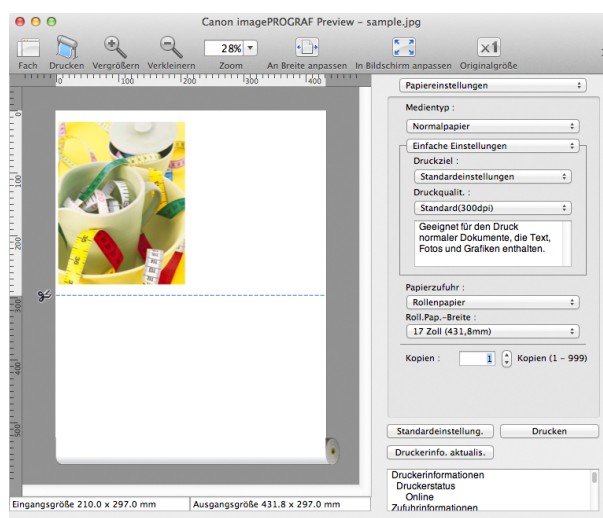 Canon imagePROGRAF Preview – sample.jpg
28%
Fach Drucken Vergrößern Verkleinern Zoom An Breite anpassen In Bildschirm anpassen Originalgröße
0 100 200 300 400
0
100
200
300
400
500
Papiereinstellungen
Medientyp :
Normalpapier
Einfache Einstellungen
Druckziel :
Standardeinstellungen
Druckqualit. :
Standard(300dpi)
Geeignet für den Druck
normaler Dokumente, die Text,
Fotos und Grafiken enthalten.
Papierzufuhr :
Rollenpapier
Roll.Pap.-Breite :
17 Zoll (431,8mm)
Kopien : 1 Kopien (1 – 999)
Standardeinstellung. Drucken
Druckerinfo. aktualis.
Druckerinformationen
Druckerstatus
Online
Zufuhrinformationen
Eingangsgröße 210.0 x 297.0 mm Ausgangsgröße 431.8 x 297.0 mm